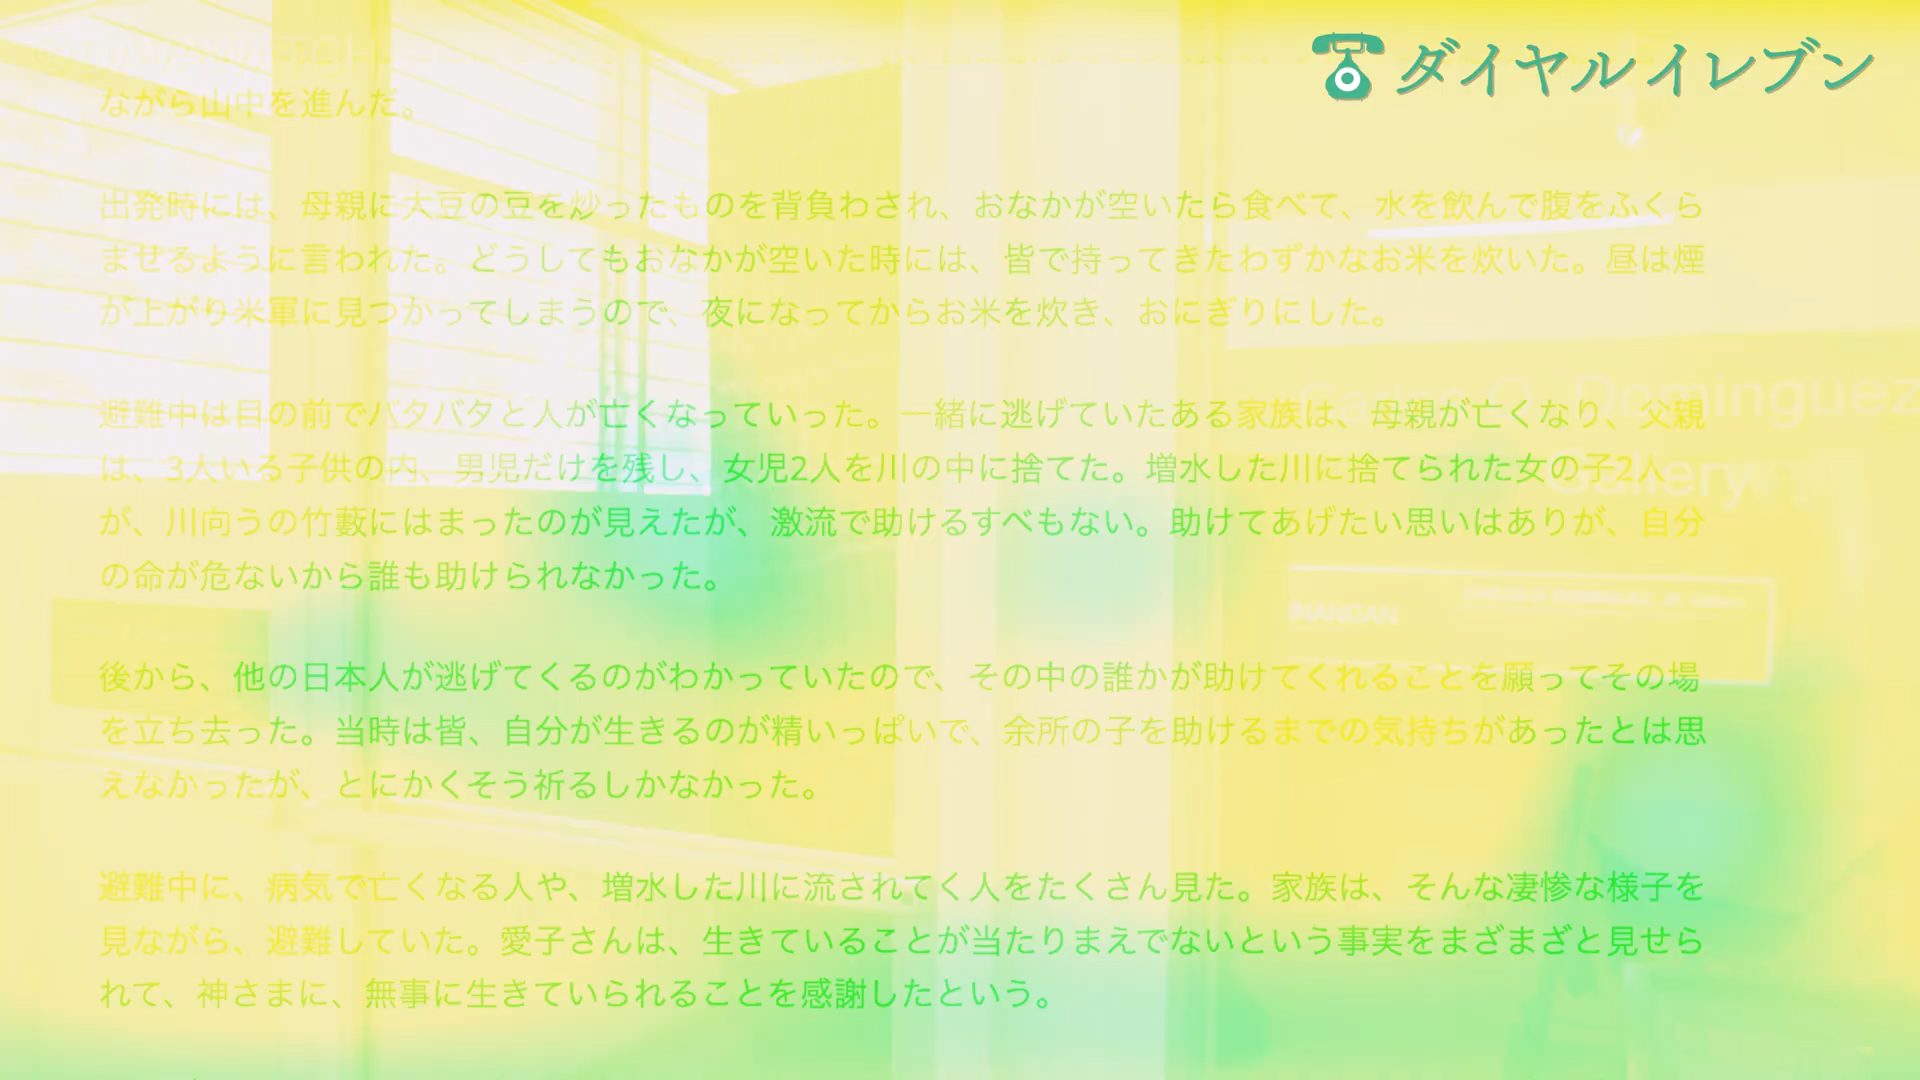 ダイヤルイレブン
ながら山中を進んだ。
出発時には、母親に大豆の豆を炒ったものを背負わされ、おなかが空いたら食べて、水を飲んで腹をふくら
ませるように言われた。どうしてもおなかが空いた時には、皆で持ってきたわずかなお米を炊いた。昼は煙
が上がり米軍に見つかってしまうので、夜になってからお米を炊き、おにぎりにした。
避難中は目の前でバタバタと人が亡くなっていった。一緒に逃げていたある家族は、母親が亡くなり、父親
は、3人いる子供の内、男児だけを残し、女児2人を川の中に捨てた。増水した川に捨てられた女の子2人
が、川向うの竹藪にはまったのが見えたが、激流で助けるすべもない。助けてあげたい思いはありが、自分
の命が危ないから誰も助けられなかった。
後から、他の日本人が逃げてくるのがわかっていたので、その中の誰かが助けてくれることを願ってその場
を立ち去った。当時は皆、自分が生きるのが精いっぱいで、余所の子を助けるまでの気持ちがあったとは思
えなかったが、とにかくそう祈るしかなかった。
避難中に、病気で亡くなる人や、増水した川に流されてく人をたくさん見た。家族は、そんな凄惨な様子を
見ながら、避難していた。愛子さんは、生きていることが当たりまえでないという事実をまざまざと見せら
れて、神さまに、無事に生きていられることを感謝したという。
Dominguez
Gallery
INANGAN